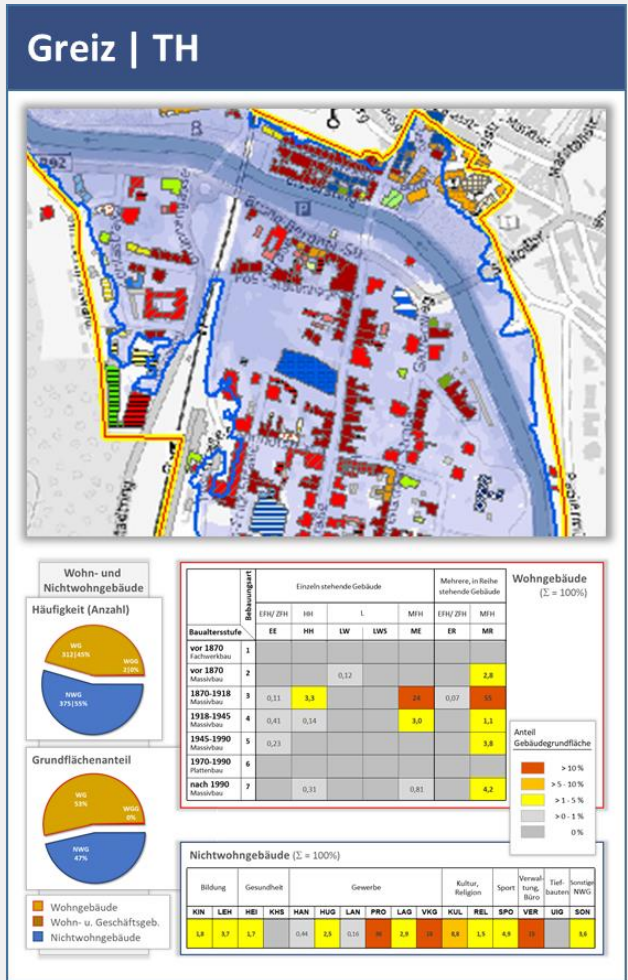 Greiz | TH
B92
P
Wohn- und
Nichtwohngebäude
Häufigkeit (Anzahl)
WG
312|45%
WGG
2|0%
NWG
375|55%
Grundflächenanteil
WG
53%
WGG
0%
NWG
47%
Wohngebäude
Wohn- u. Geschäftsgeb.
Nichtwohngebäude
Wohngebäude
(Σ = 100%)
Bebauungsart
Einzeln stehende Gebäude
Mehrere, in Reihe
stehende Gebäude
EFH/ ZFH HH L MFH EFH/ ZFH MFH
Baualtersstufe EE HH LW LWS ME ER MR
vor 1870
Fachwerkbau
1
vor 1870
Massivbau
2 0,12 2,8
1870-1918
Massivbau
3 0,11 3,3 24 0,07 55
1918-1945
Massivbau
4 0,41 0,14 3,0 1,1
1945-1990
Massivbau
5 0,23 3,8
1970-1990
Plattenbau
6
nach 1990
Massivbau
7 0,31 0,81 4,2
Anteil
Gebäudegrundfläche
> 10 %
> 5 - 10 %
> 1 - 5 %
> 0 - 1 %
0 %
Nichtwohngebäude (Σ = 100%)
Bildung Gesundheit Gewerbe Kultur,
Religion Sport Verwal-
tung,
Büro Tief-
bauten Sonstige
NWG
KIN LEH HEI KHS HAN HUG LAN PRO LAG VKG KUL REL SPO VER UIG SON
3,7 1,7 0,44 2,5 0,16 2,9 1,5 3,6